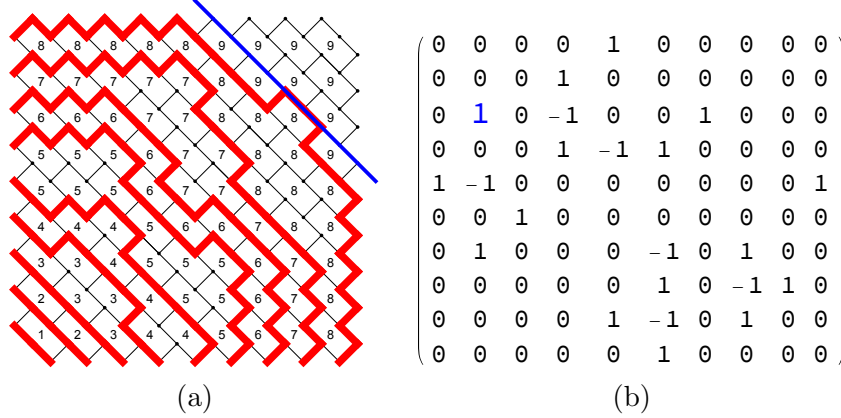 8 8 8 8 8 9 9 9 9
7 7 7 7 7 8 9 9 9
6 6 6 7 7 8 8 8 9
5 5 5 6 7 7 8 8 9
5 5 5 6 6 7 8 8 8
4 4 4 5 6 6 7 8 8
3 3 4 5 5 6 6 7 8
2 3 3 4 5 5 6 7 8
1 2 3 4 4 5 6 7 8
(a)
0 0 0 0 1 0 0 0 0 0
0 0 0 1 0 0 0 0 0 0
0 1 0 -1 0 0 1 0 0 0
0 0 0 1 -1 1 0 0 0 0
1 -1 0 0 0 0 0 0 0 1
0 0 1 0 0 0 0 0 0 0
0 1 0 0 0 -1 0 1 0 0
0 0 0 0 0 1 0 -1 1 0
0 0 0 0 1 -1 0 1 0 0
0 0 0 0 0 1 0 0 0 0
(b)